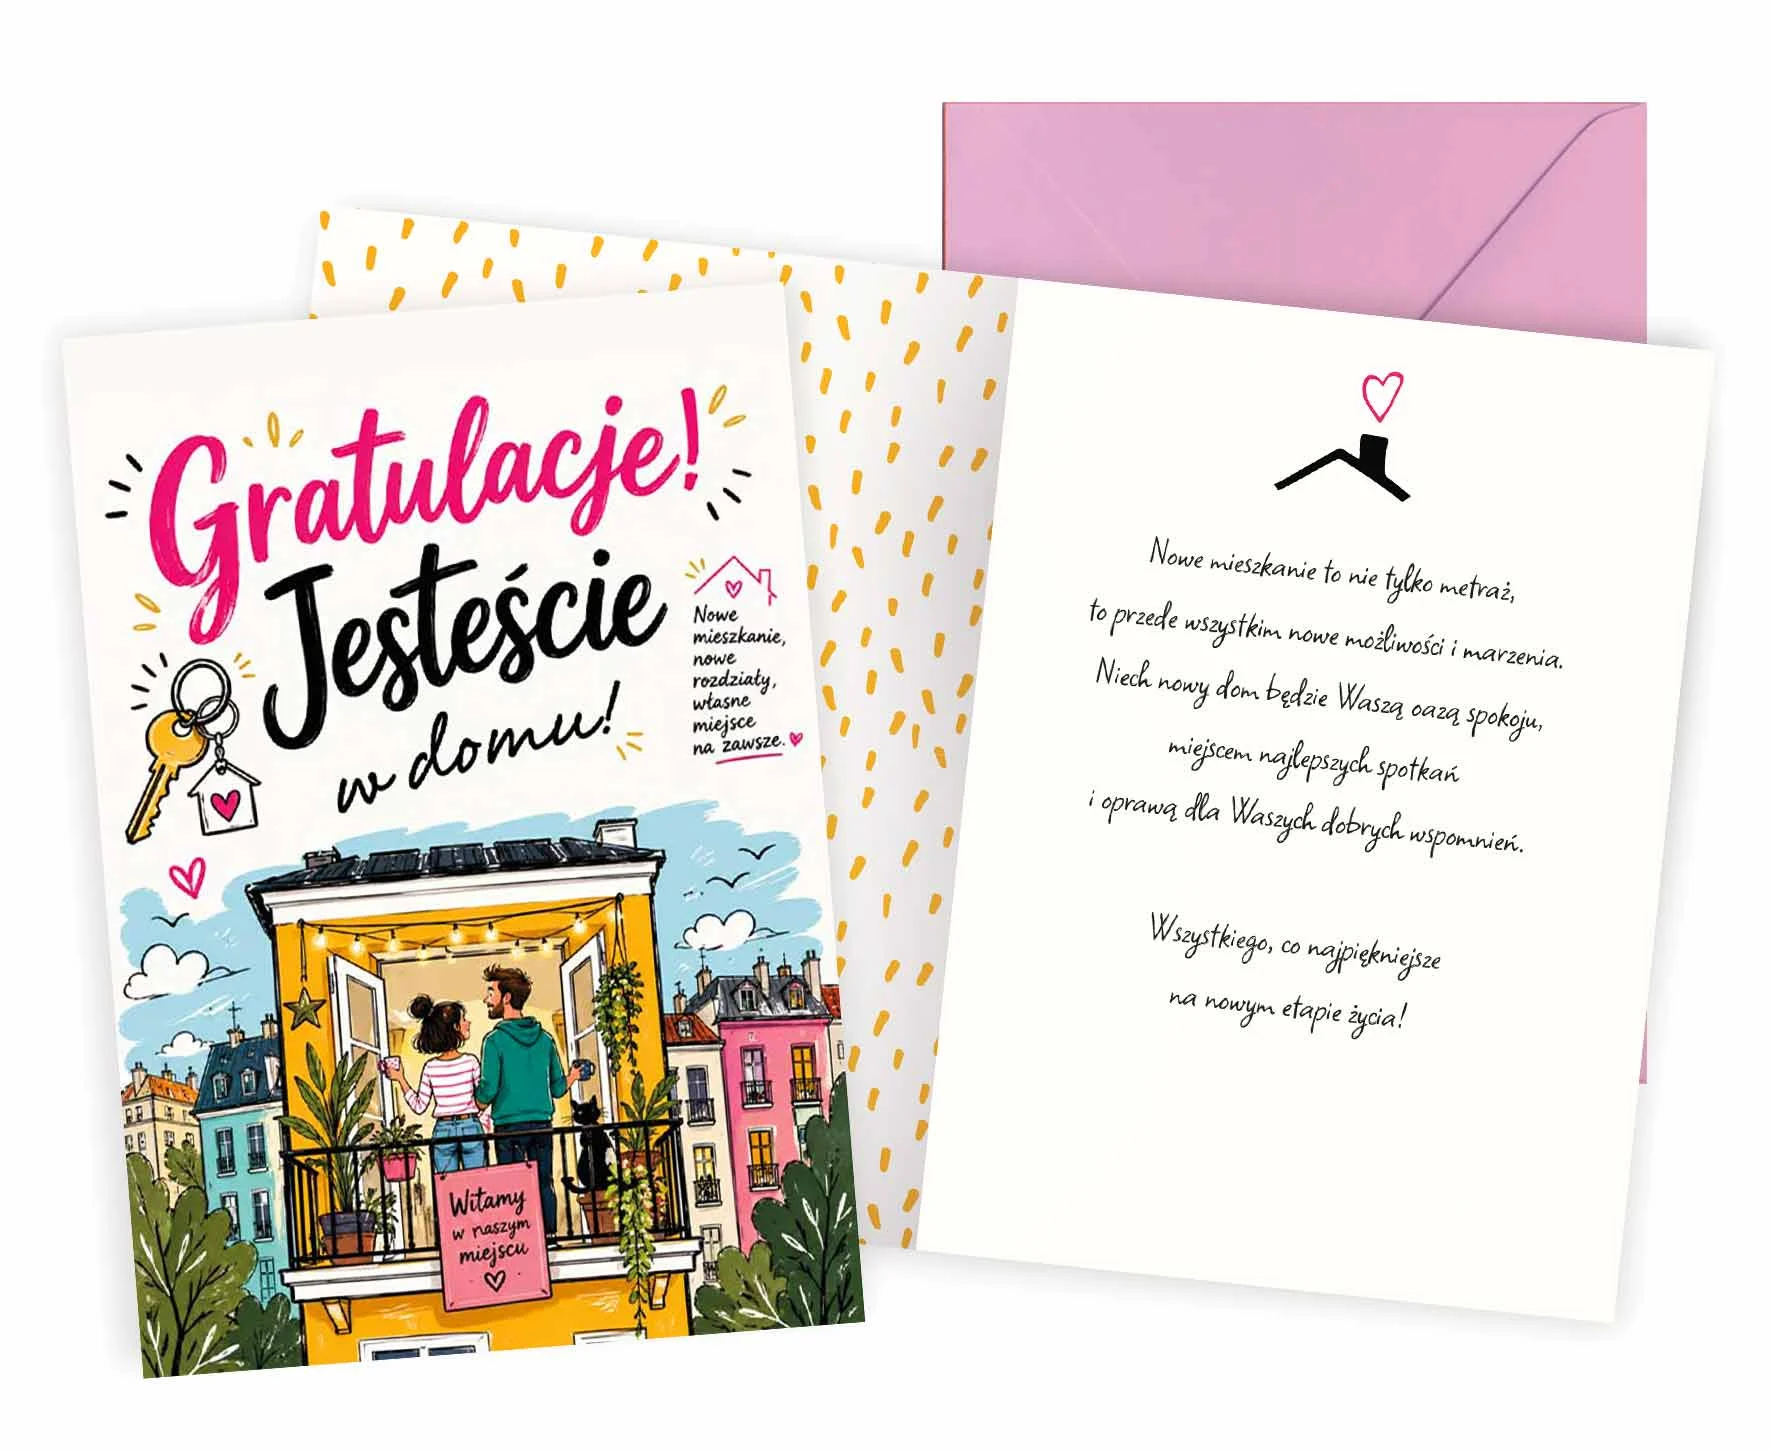 Gratulacje!
Jesteście
w domu!
Nowe
mieszkanie,
nowe
rozdziały,
własne
miejsce
na zawsze.
Witamy
w naszym
miejscu
Nowe mieszkanie to nie tylko metraż,
to przede wszystkim nowe możliwości i marzenia.
Niech nowy dom będzie Waszą oazą spokoju,
miejscem najlepszych spotkań
i oprawą dla Waszych dobrych wspomnień.
Wszystkiego, co najpiękniejsze
na nowym etapie życia!